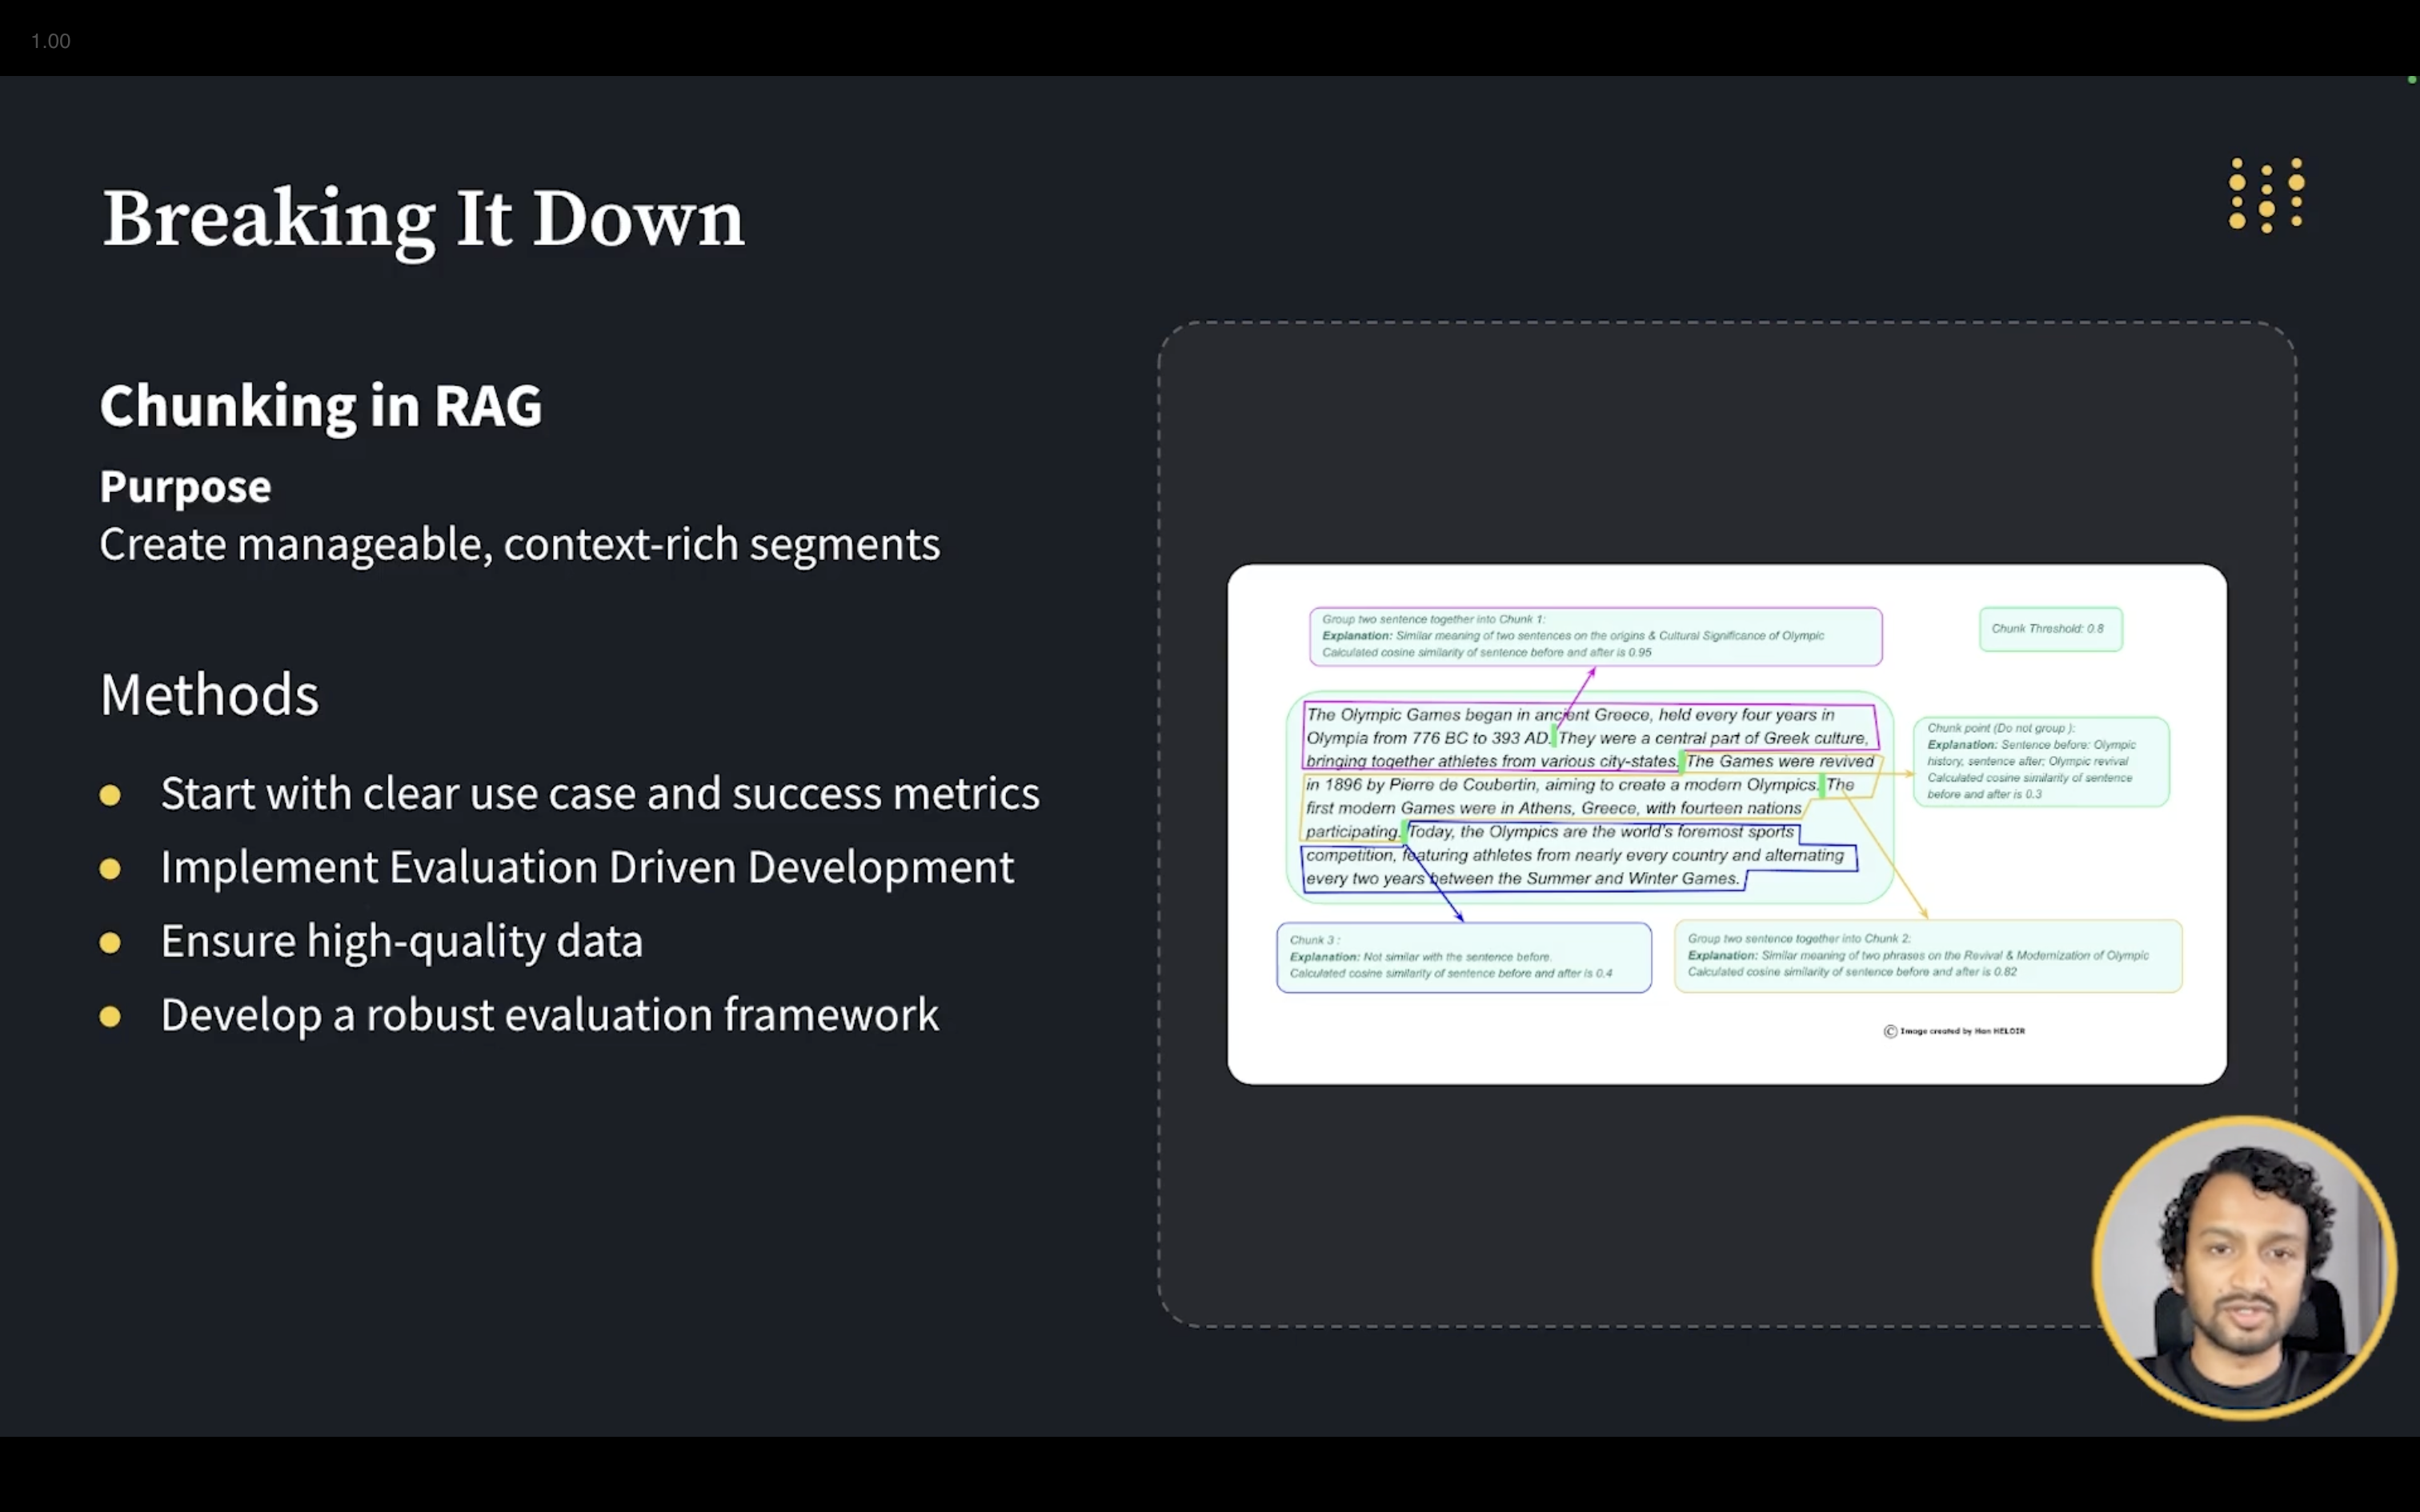 1.00
Breaking It Down
Chunking in RAG
Purpose
Create manageable, context-rich segments
Methods
Start with clear use case and success metrics
Implement Evaluation Driven Development
Ensure high-quality data
Develop a robust evaluation framework
Group two sentence together into Chunk 1:
Explanation: Similar meaning of two sentences on the origins & Cultural Significance of Olympic
Calculated cosine similarity of sentence before and after is 0.95
Chunk Threshold: 0.8
The Olympic Games began in ancient Greece, held every four years in
Olympia from 776 BC to 393 AD. They were a central part of Greek culture,
bringing together athletes from various city-states. The Games were revived
in 1896 by Pierre de Coubertin, aiming to create a modern Olympics. The
first modern Games were in Athens, Greece, with fourteen nations
participating. Today, the Olympics are the world's foremost sports
competition, featuring athletes from nearly every country and alternating
every two years between the Summer and Winter Games.
Chunk point (Do not group ):
Explanation: Sentence before: Olympic
history, sentence after; Olympic revival
Calculated cosine similarity of sentence
before and after is 0.3
Chunk 3 :
Explanation: Not similar with the sentence before.
Calculated cosine similarity of sentence before and after is 0.4
Group two sentence together into Chunk 2:
Explanation: Similar meaning of two phrases on the Revival & Modernization of Olympic
Calculated cosine similarity of sentence before and after is 0.82
© Image created by Han HELOIR